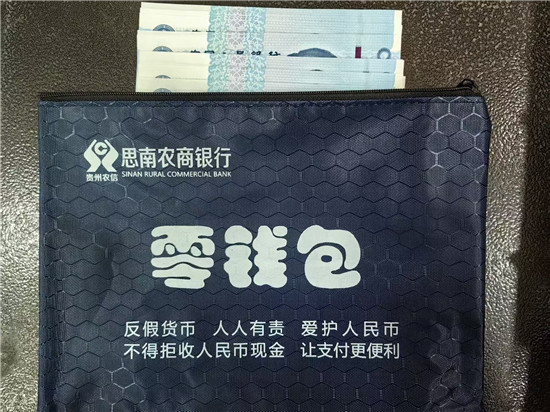 思南农商银行
SINAN RURAL COMMERCIAL BANK
贵州农信
零钱包
反假货币 人人有责 爱护人民币
不得拒收人民币现金 让支付更便利